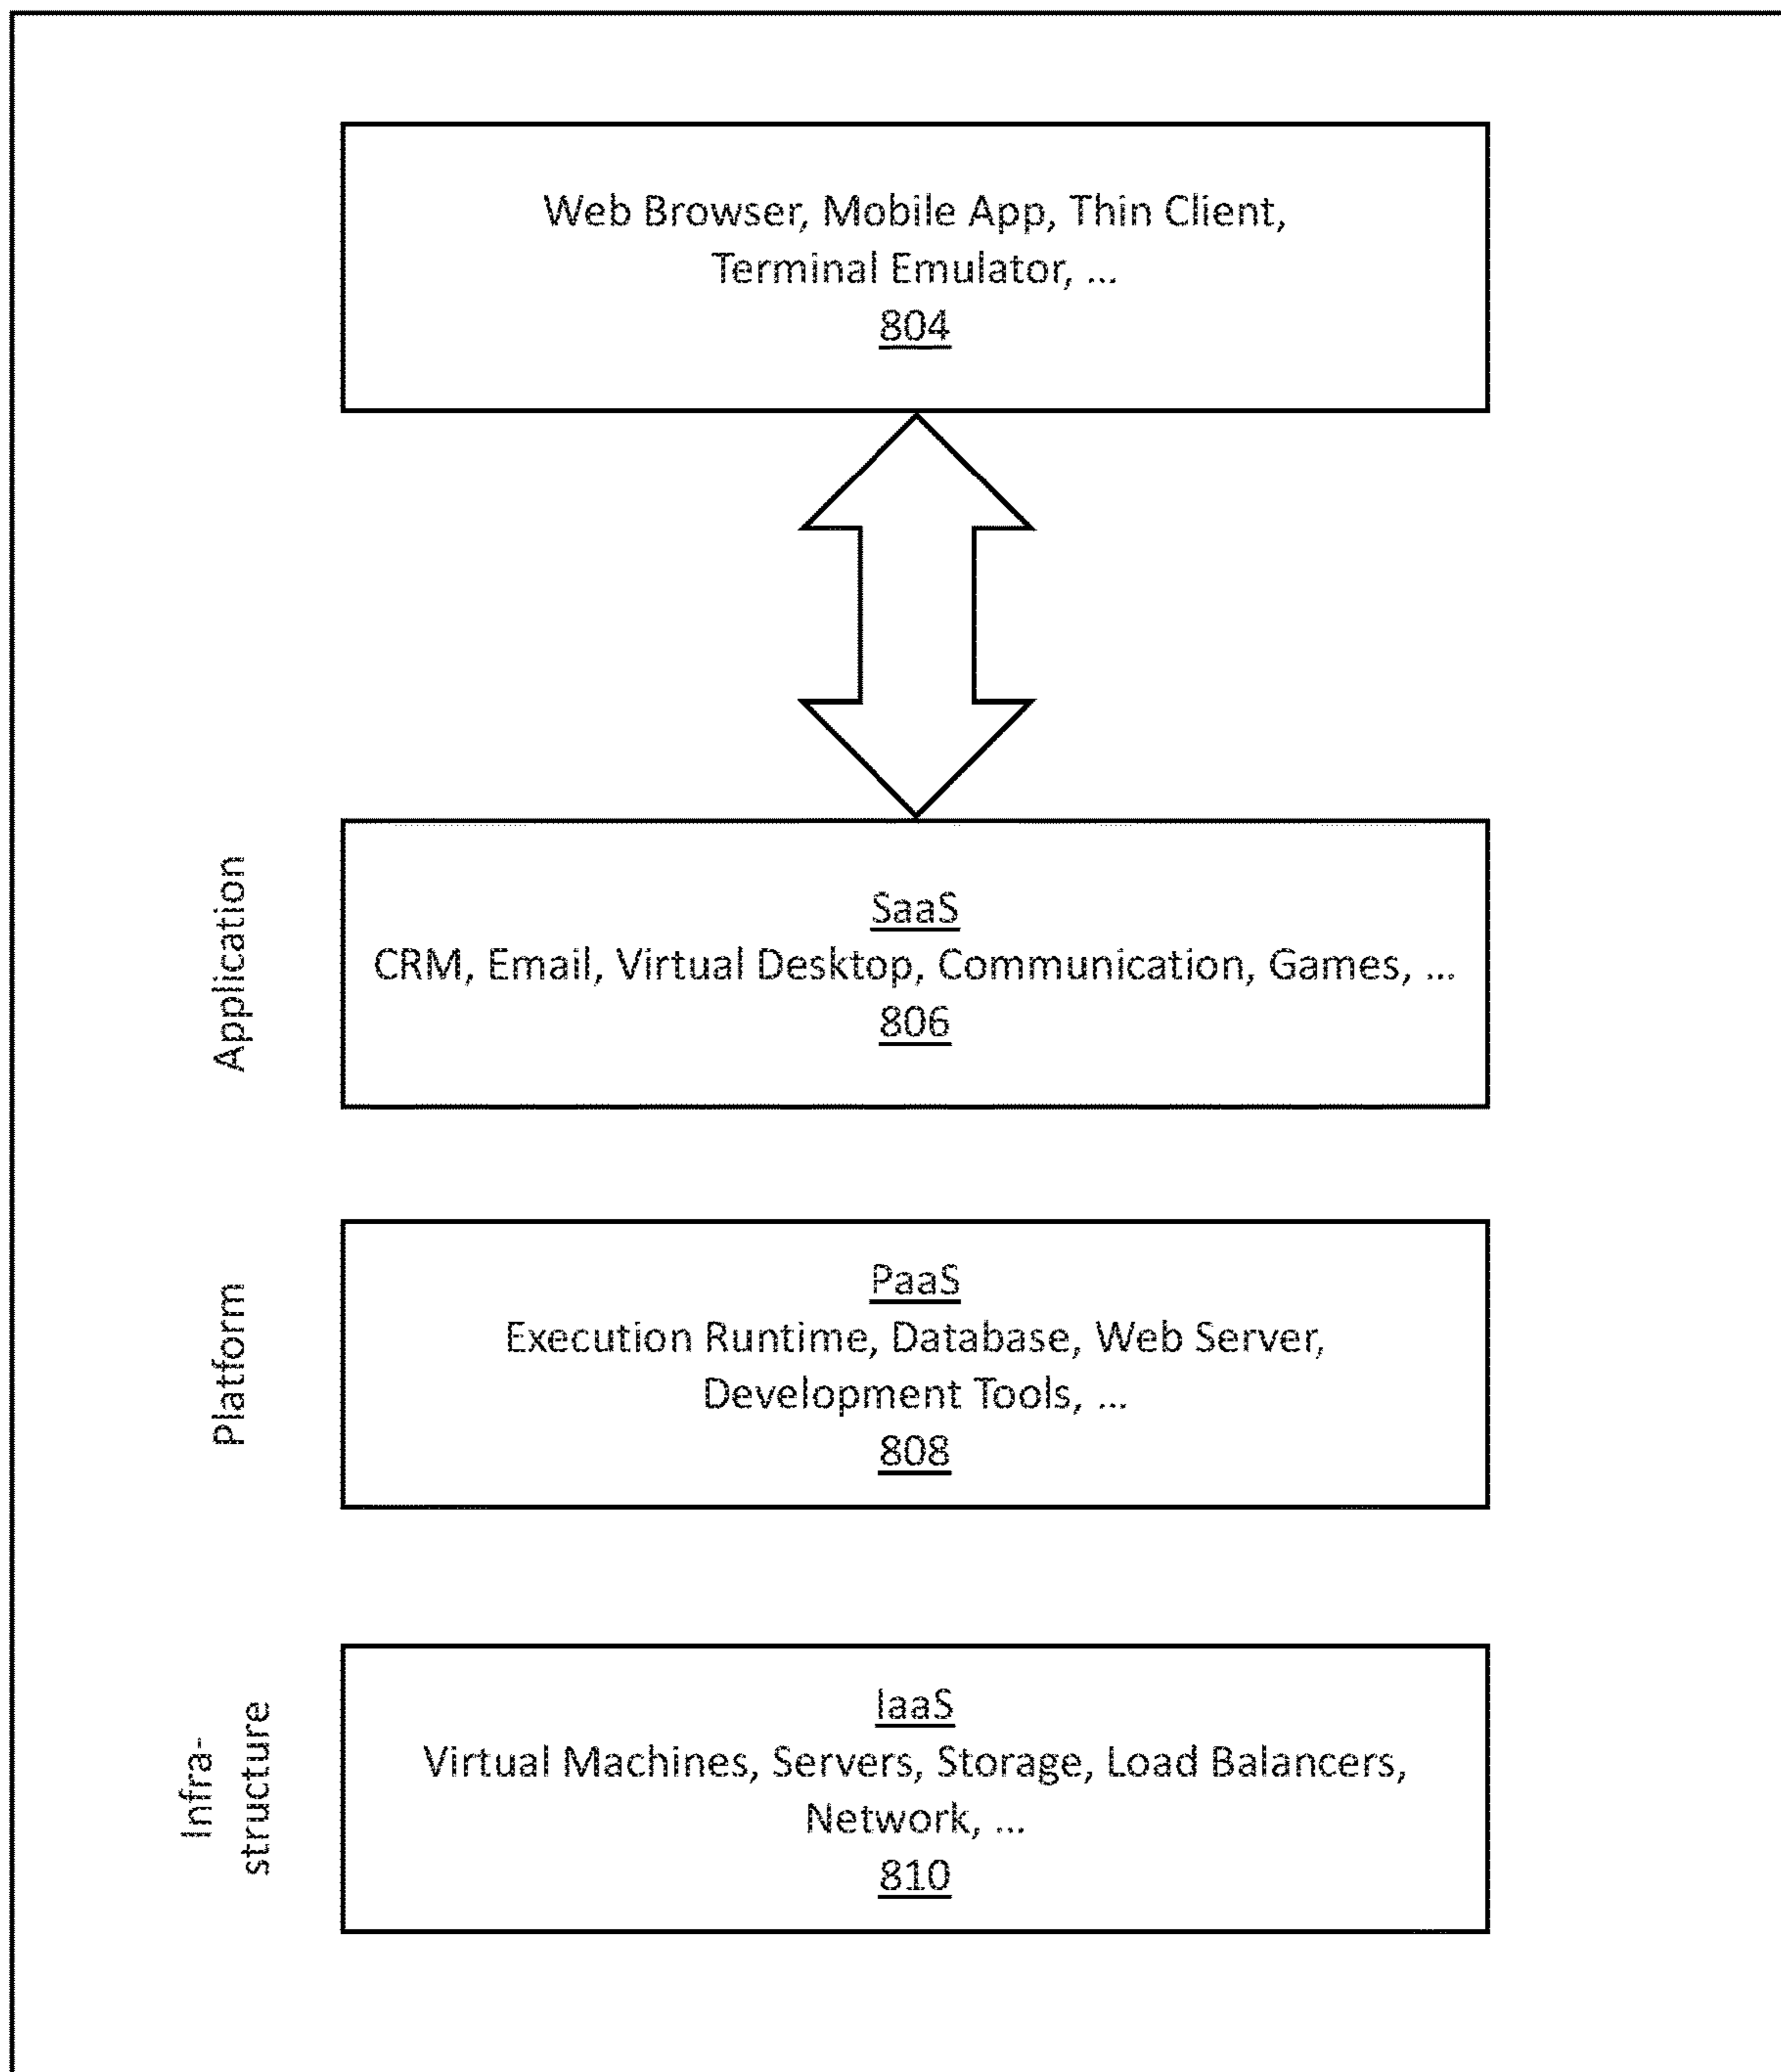 Web Browser, Mobile App, Thin Client,
Terminal Emulator, ...
804
Application
SaaS
CRM, Email, Virtual Desktop, Communication, Games, ...
806
Platform
PaaS
Execution Runtime, Database, Web Server,
Development Tools, ...
808
Infra-
structure
IaaS
Virtual Machines, Servers, Storage, Load Balancers,
Network, ...
810